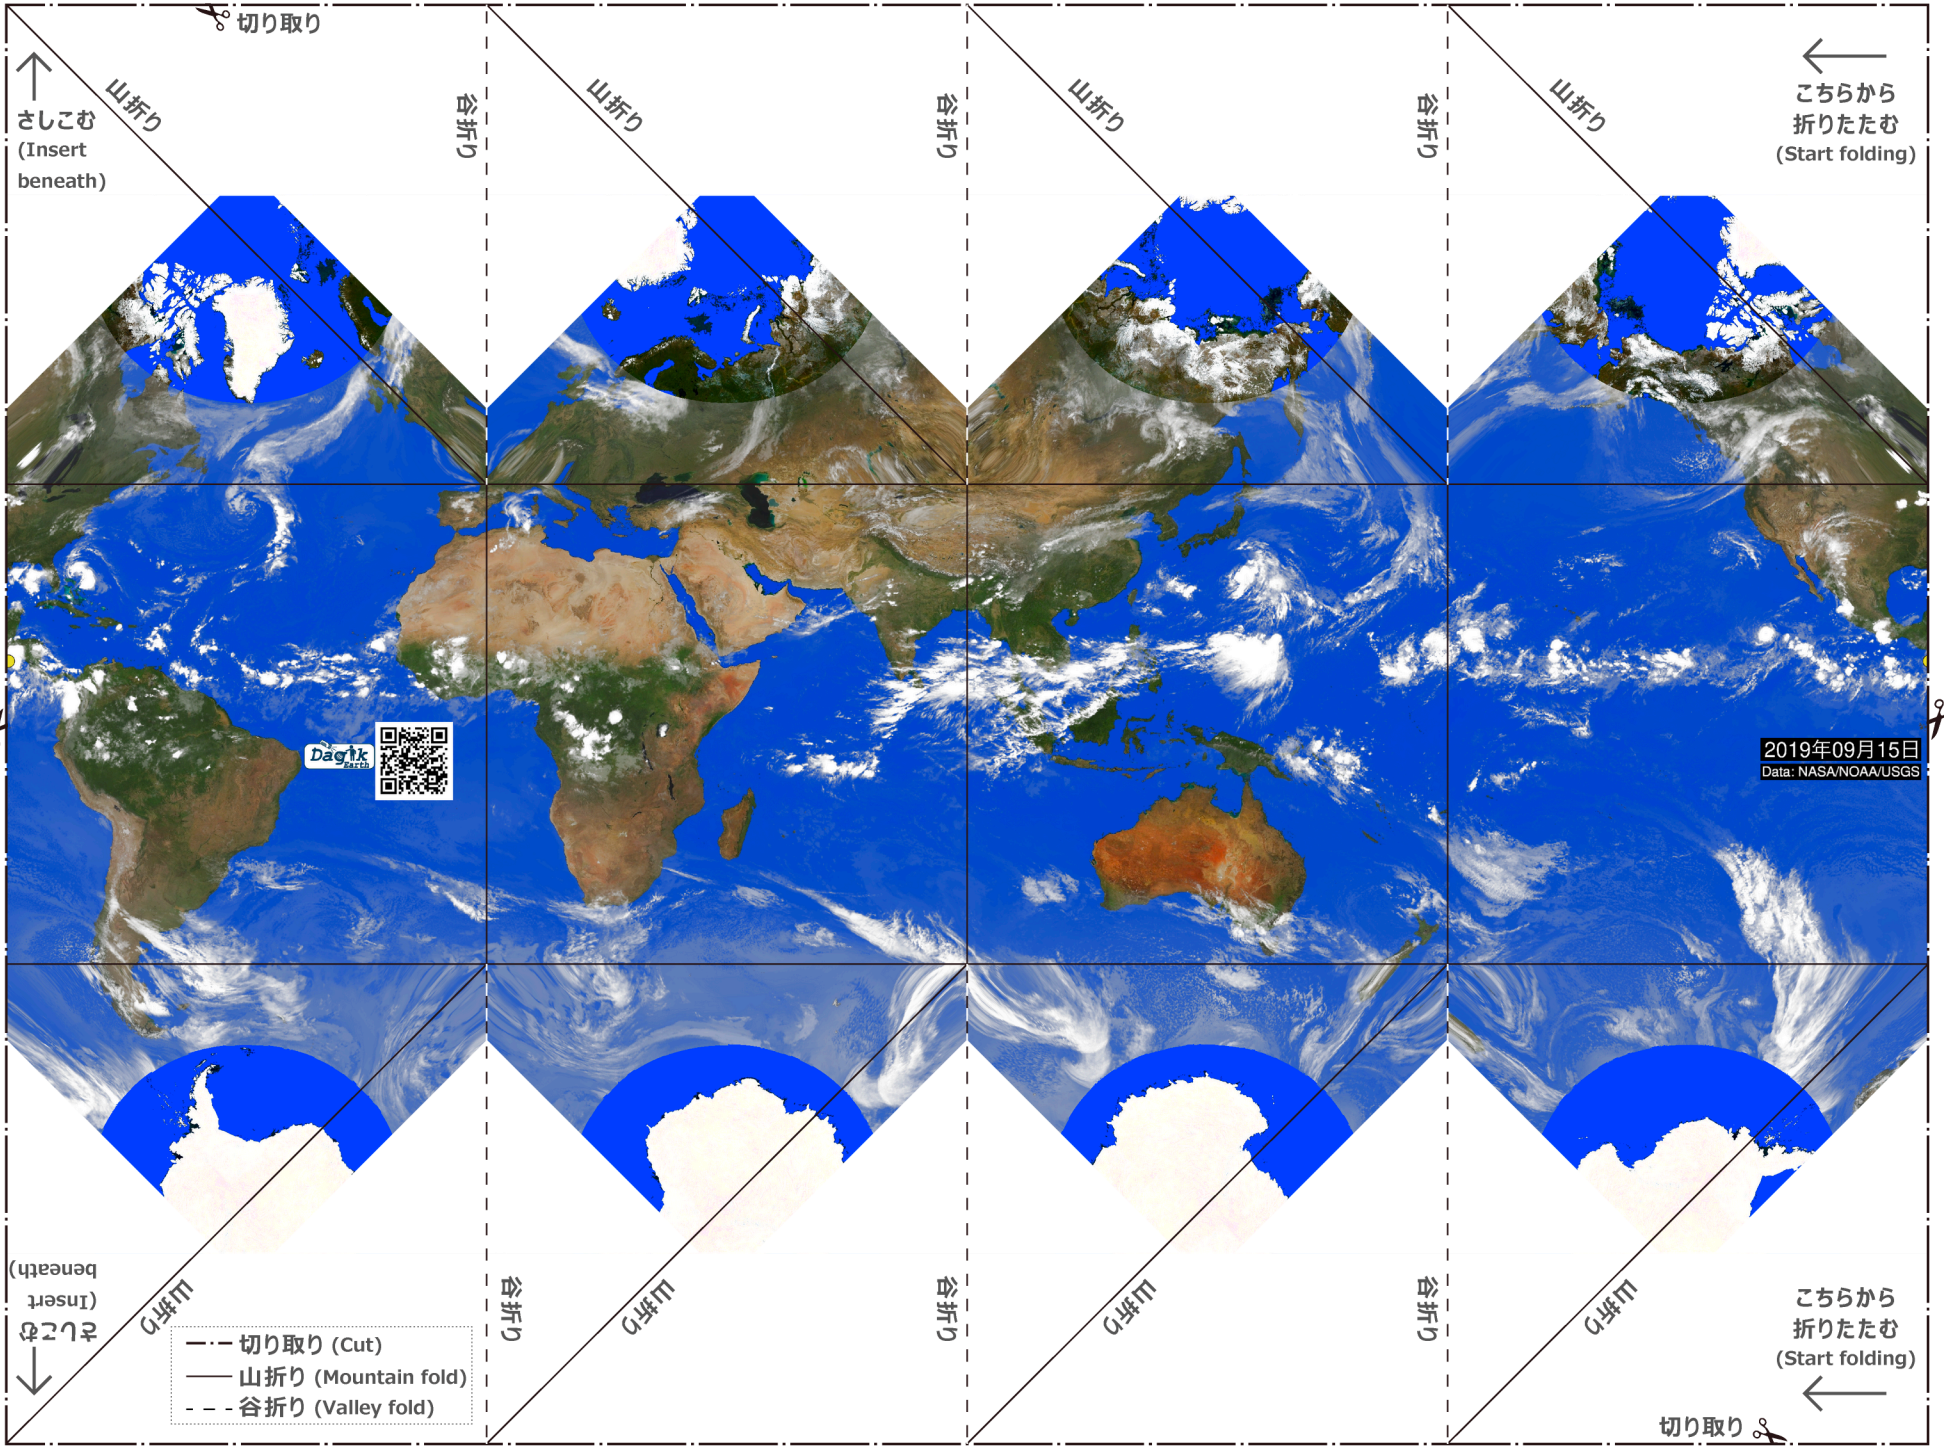 切り取り
山折り
谷折り
山折り
谷折り
山折り
谷折り
山折り
さしこむ
(Insert
beneath)
こちらから
折りたたむ
(Start folding)
Dagik
Earth
2019年09月15日
Data: NASA/NOAA/USGS
さしこむ
(Insert
beneath)
山折り
谷折り
山折り
谷折り
山折り
谷折り
山折り
こちらから
折りたたむ
(Start folding)
切り取り (Cut)
山折り (Mountain fold)
谷折り (Valley fold)
切り取り